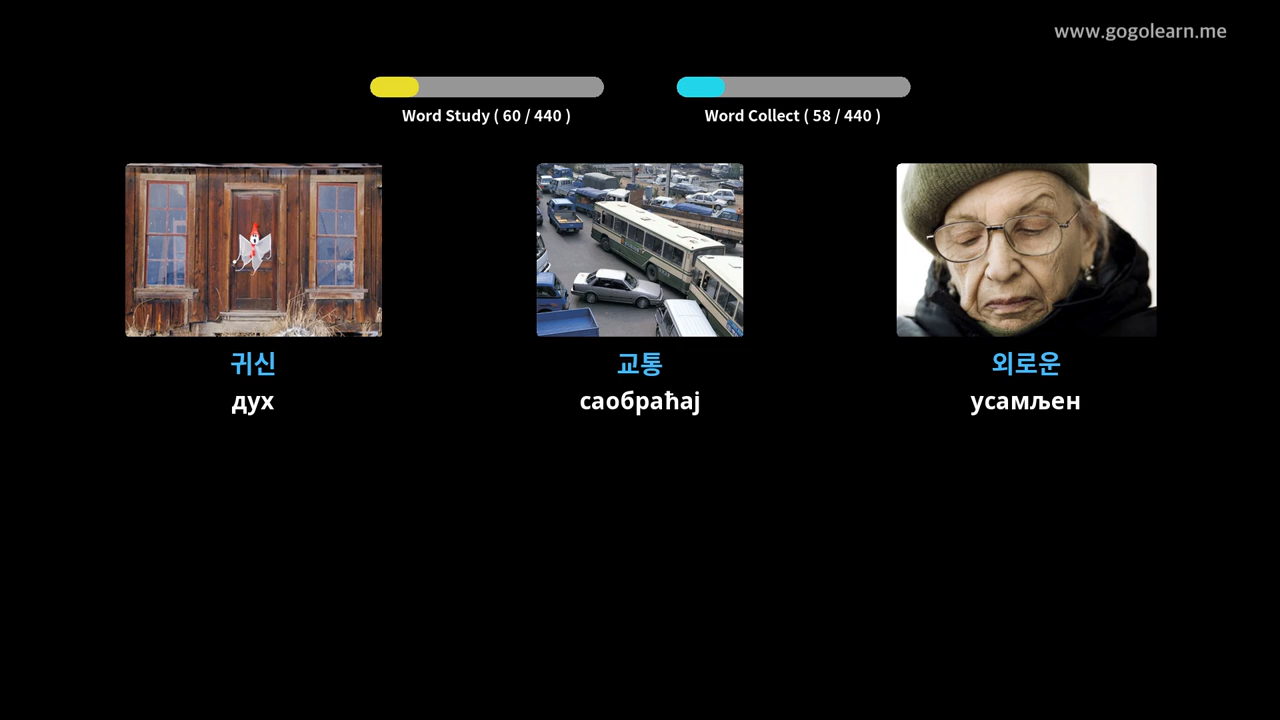 www.gogolearn.me
Word Study ( 60 / 440 )
Word Collect ( 58 / 440 )
귀신
교통
외로운
дух
саобраћај
усамљен